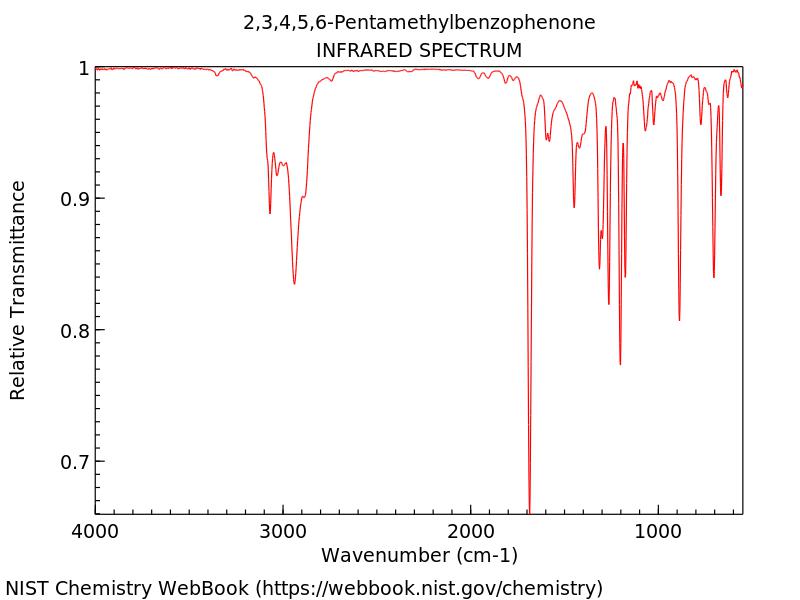 2,3,4,5,6-Pentamethylbenzophenone
INFRARED SPECTRUM
Relative Transmittance
1
0.9
0.8
0.7
4000
3000
2000
1000
Wavenumber (cm-1)
NIST Chemistry WebBook (https://webbook.nist.gov/chemistry)